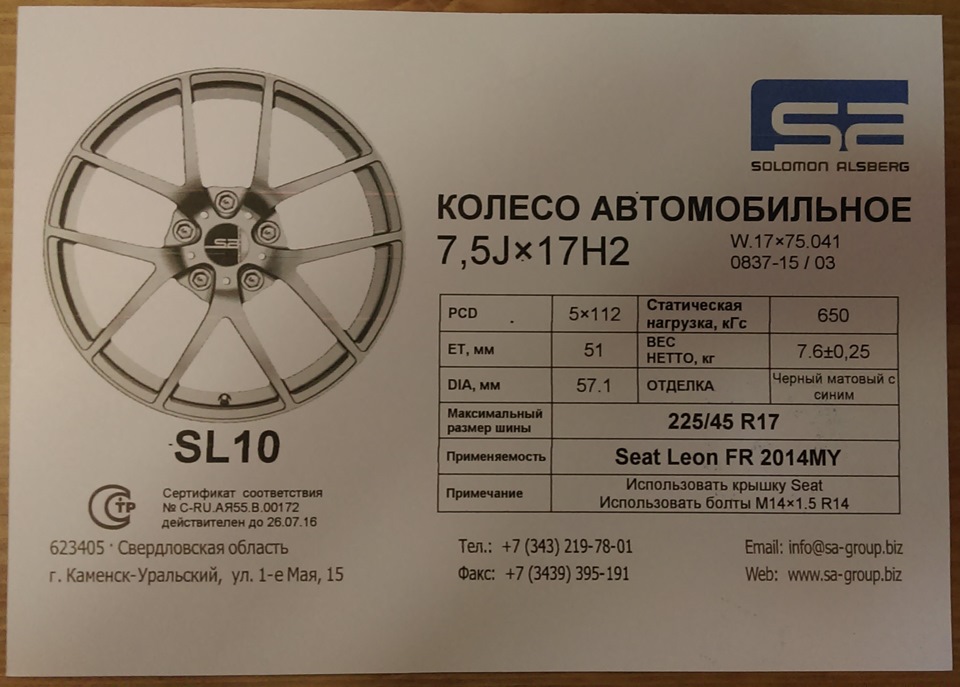 SOLOMON ALSBERG
КОЛЕСО АВТОМОБИЛЬНОЕ
7,5J×17H2
W.17×75.041
0837-15 / 03
PCD 5×112 Статическая нагрузка, кГс 650
ET, мм 51 ВЕС НЕТТО, кг 7.6±0,25
DIA, мм 57.1 ОТДЕЛКА Черный матовый с синим
Максимальный размер шины 225/45 R17
Применяемость Seat Leon FR 2014MY
Примечание Использовать крышку Seat
Использовать болты M14×1.5 R14
SL10
Сертификат соответствия
№ C-RU.АЯ55.В.00172
действителен до 26.07.16
623405 · Свердловская область
г. Каменск-Уральский, ул. 1-е Мая, 15
Тел.: +7 (343) 219-78-01
Факс: +7 (3439) 395-191
Email: info@sa-group.biz
Web: www.sa-group.biz